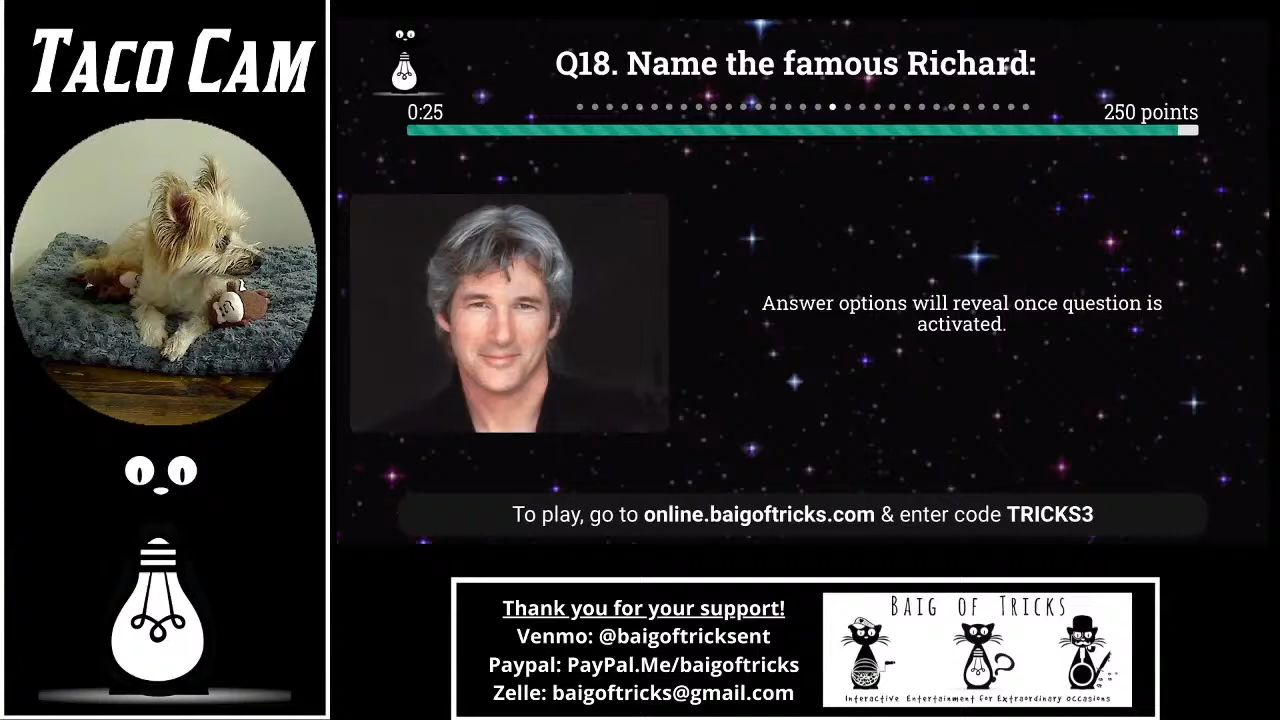 TACO CAM
Q18. Name the famous Richard:
0:25
250 points
Answer options will reveal once question is
activated.
To play, go to online.baigoftricks.com & enter code TRICKS3
Thank you for your support!
Venmo: @baigoftricksent
Paypal: PayPal.Me/baigoftricks
Zelle: baigoftricks@gmail.com
BAIG OF TRICKS
Interactive Entertainment for Extraordinary Occasions